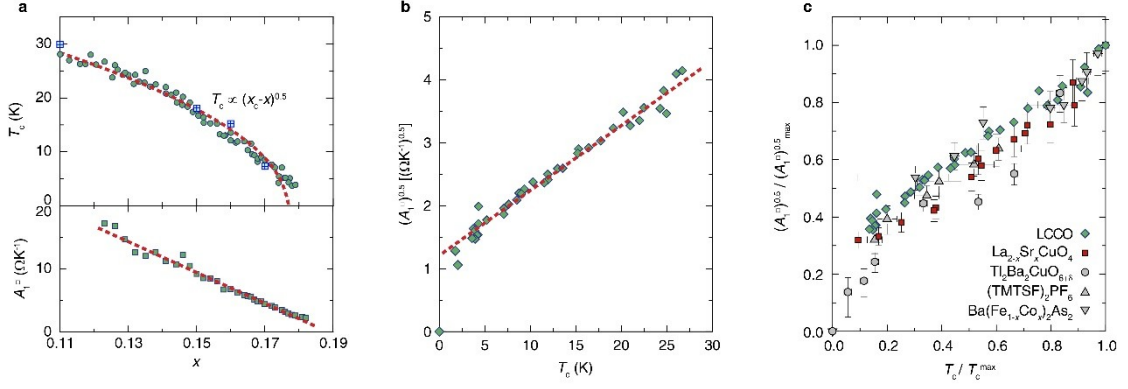 a
T_c (K)
30
25
20
15
10
5
0
T_c ∝ (x_c-x)^0.5
A_1^□ (ΩK^-1)
20
10
0
0.11
0.13
0.15
0.17
0.19
x
b
(A_1^□)^0.5 [(ΩK^-1)^0.5]
5
4
3
2
1
0
0
5
10
15
20
25
30
T_c (K)
c
(A_1^□)^0.5 / (A_1^□)^0.5_max
1.0
0.8
0.6
0.4
0.2
0.0
0.0
0.2
0.4
0.6
0.8
1.0
T_c / T_c^max
LCCO
La_2-xSr_xCuO_4
Tl_2Ba_2CuO_6+δ
(TMTSF)_2PF_6
Ba(Fe_1-xCo_x)_2As_2